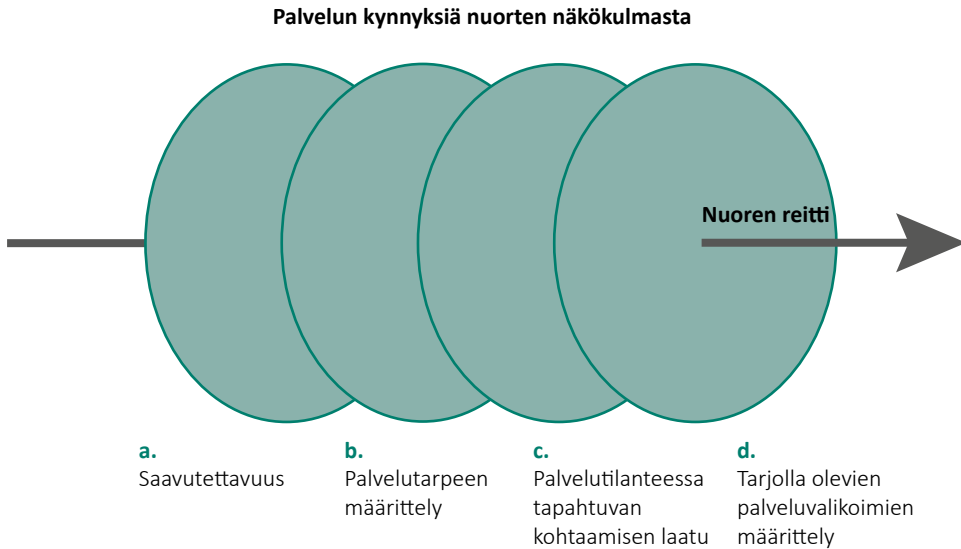 Palvelun kynnyksiä nuorten näkökulmasta
Nuoren reitti
a.
Saavutettavuus
b.
Palvelutarpeen
määrittely
c.
Palvelutilanteessa
tapahtuvan
kohtaamisen laatu
d.
Tarjolla olevien
palveluvalikoimien
määrittely